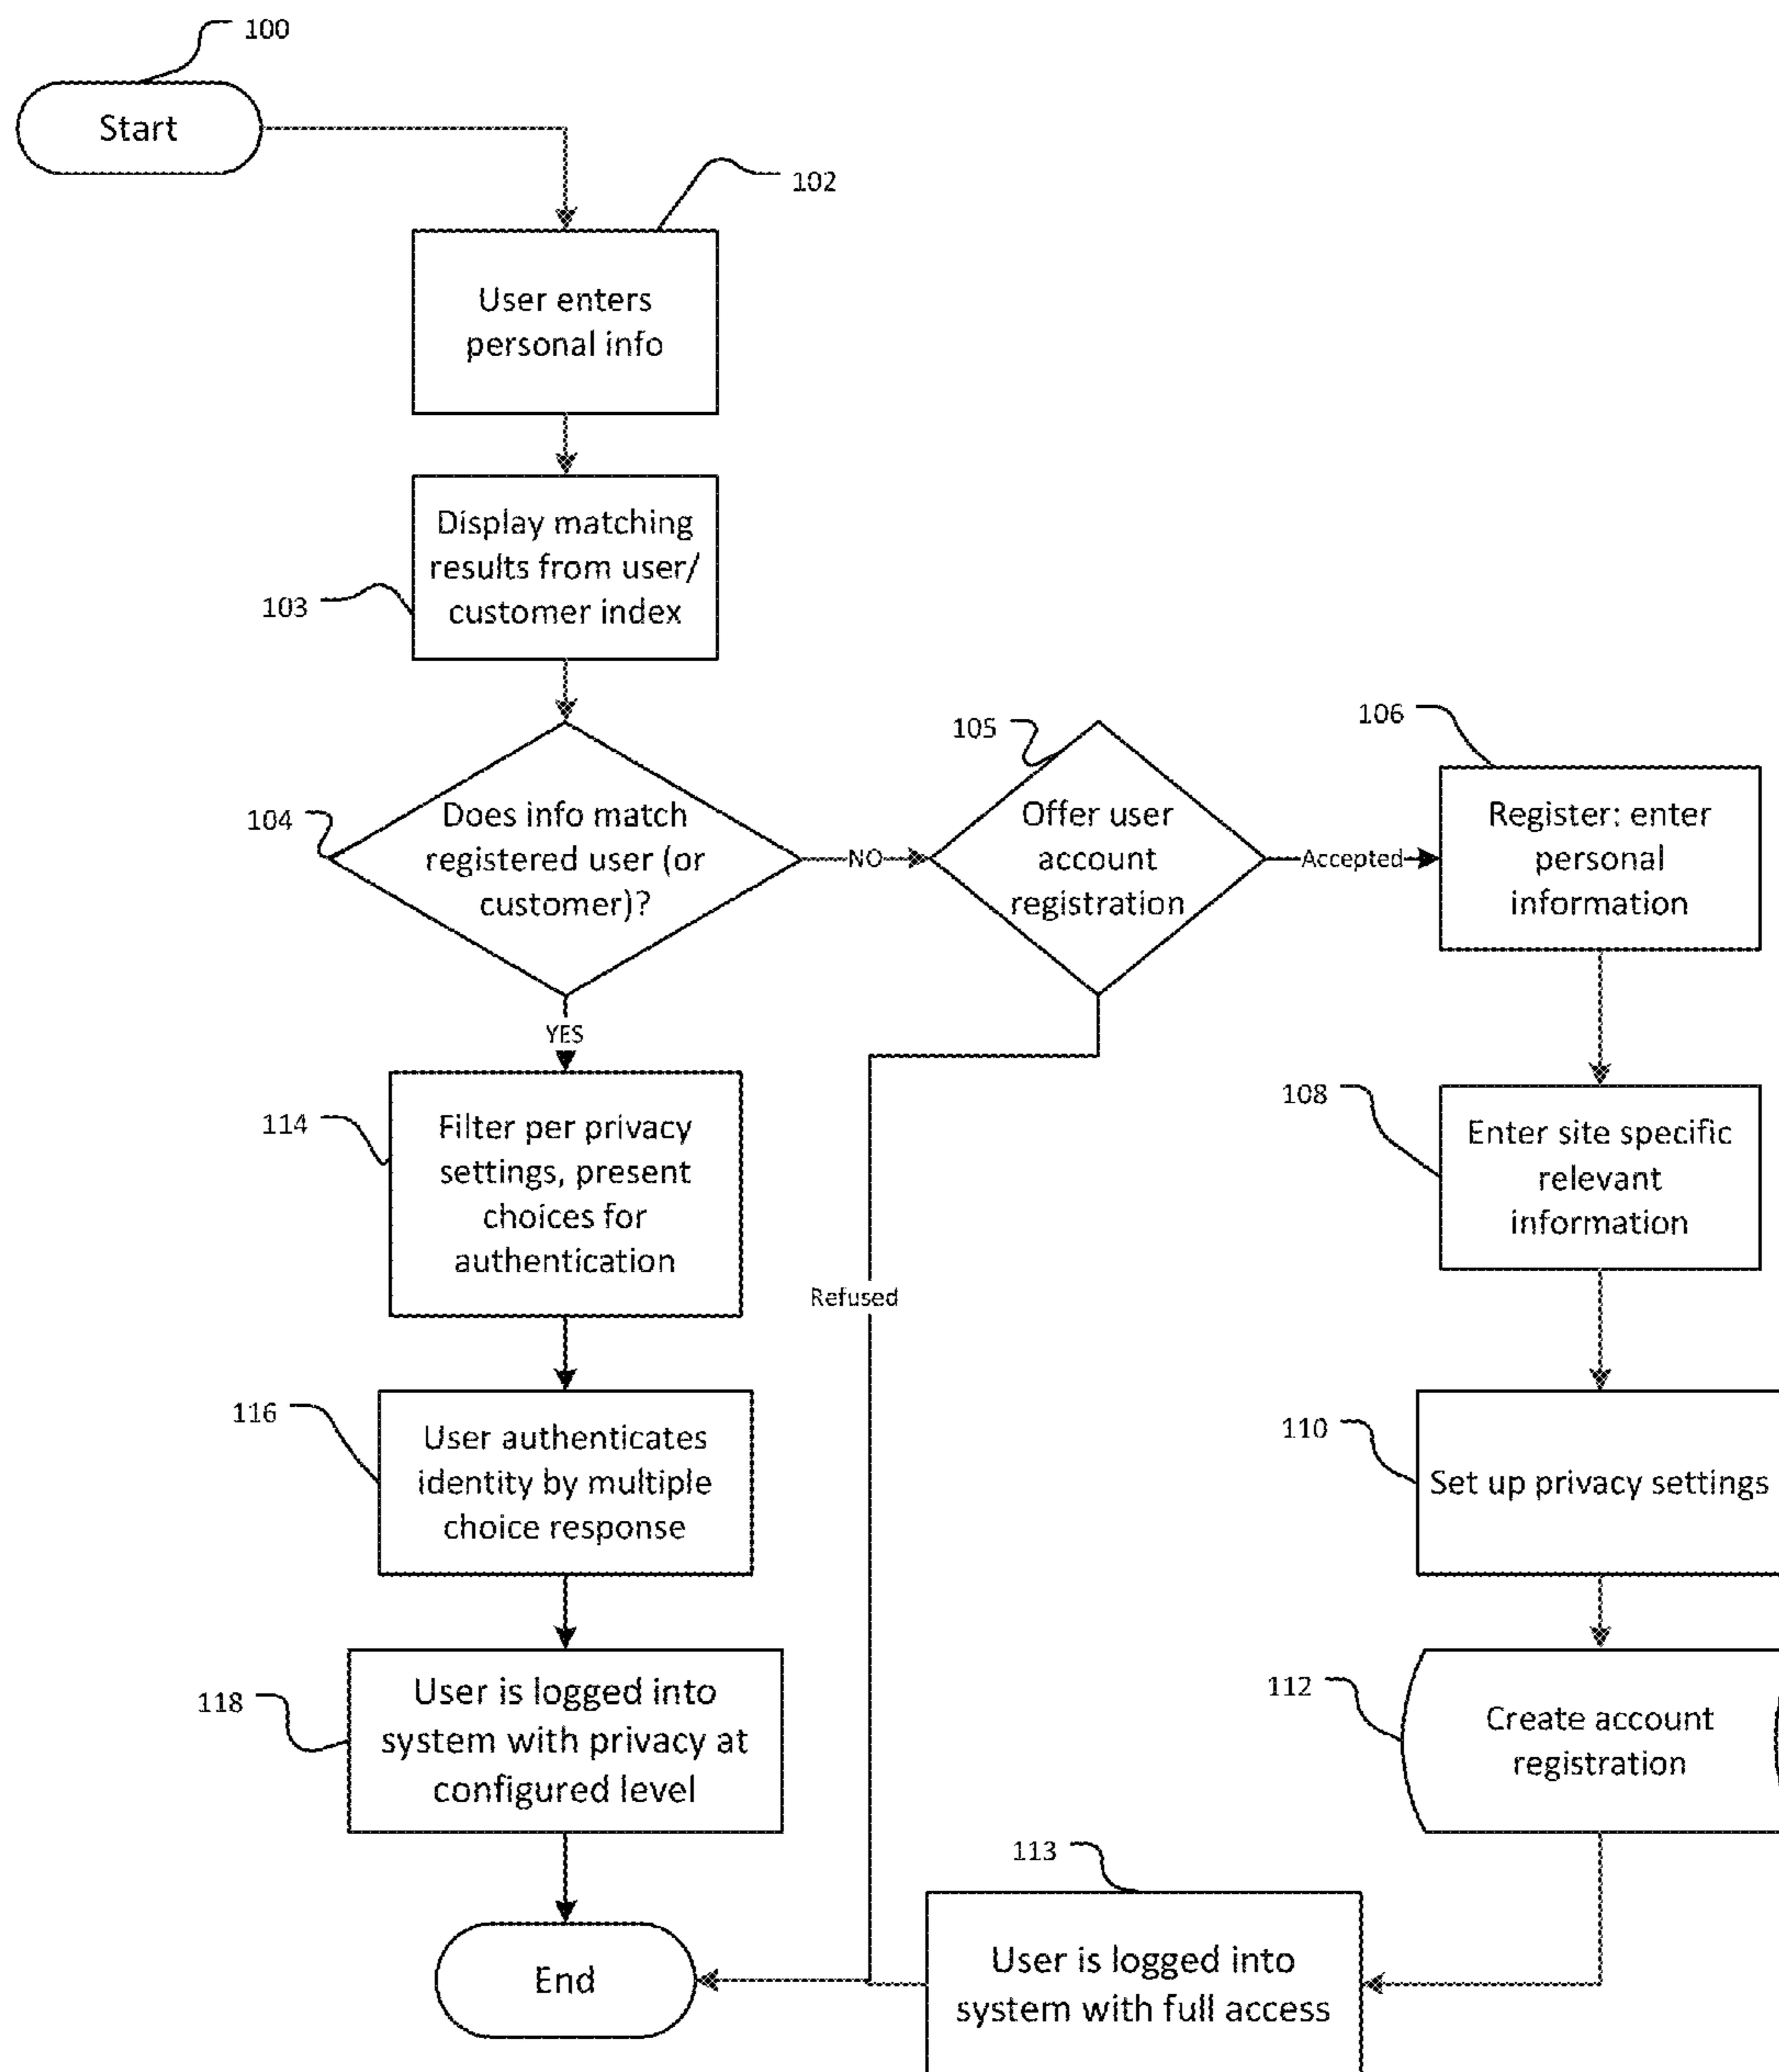 100
Start
102
User enters
personal info
Display matching
results from user/
customer index
103
104
Does info match
registered user (or
customer)?
NO
105
Offer user
account
registration
Accepted
106
Register: enter
personal
information
YES
114
Filter per privacy
settings, present
choices for
authentication
Refused
108
Enter site specific
relevant
information
116
User authenticates
identity by multiple
choice response
110
Set up privacy settings
118
User is logged into
system with privacy at
configured level
112
Create account
registration
113
User is logged into
system with full access
End